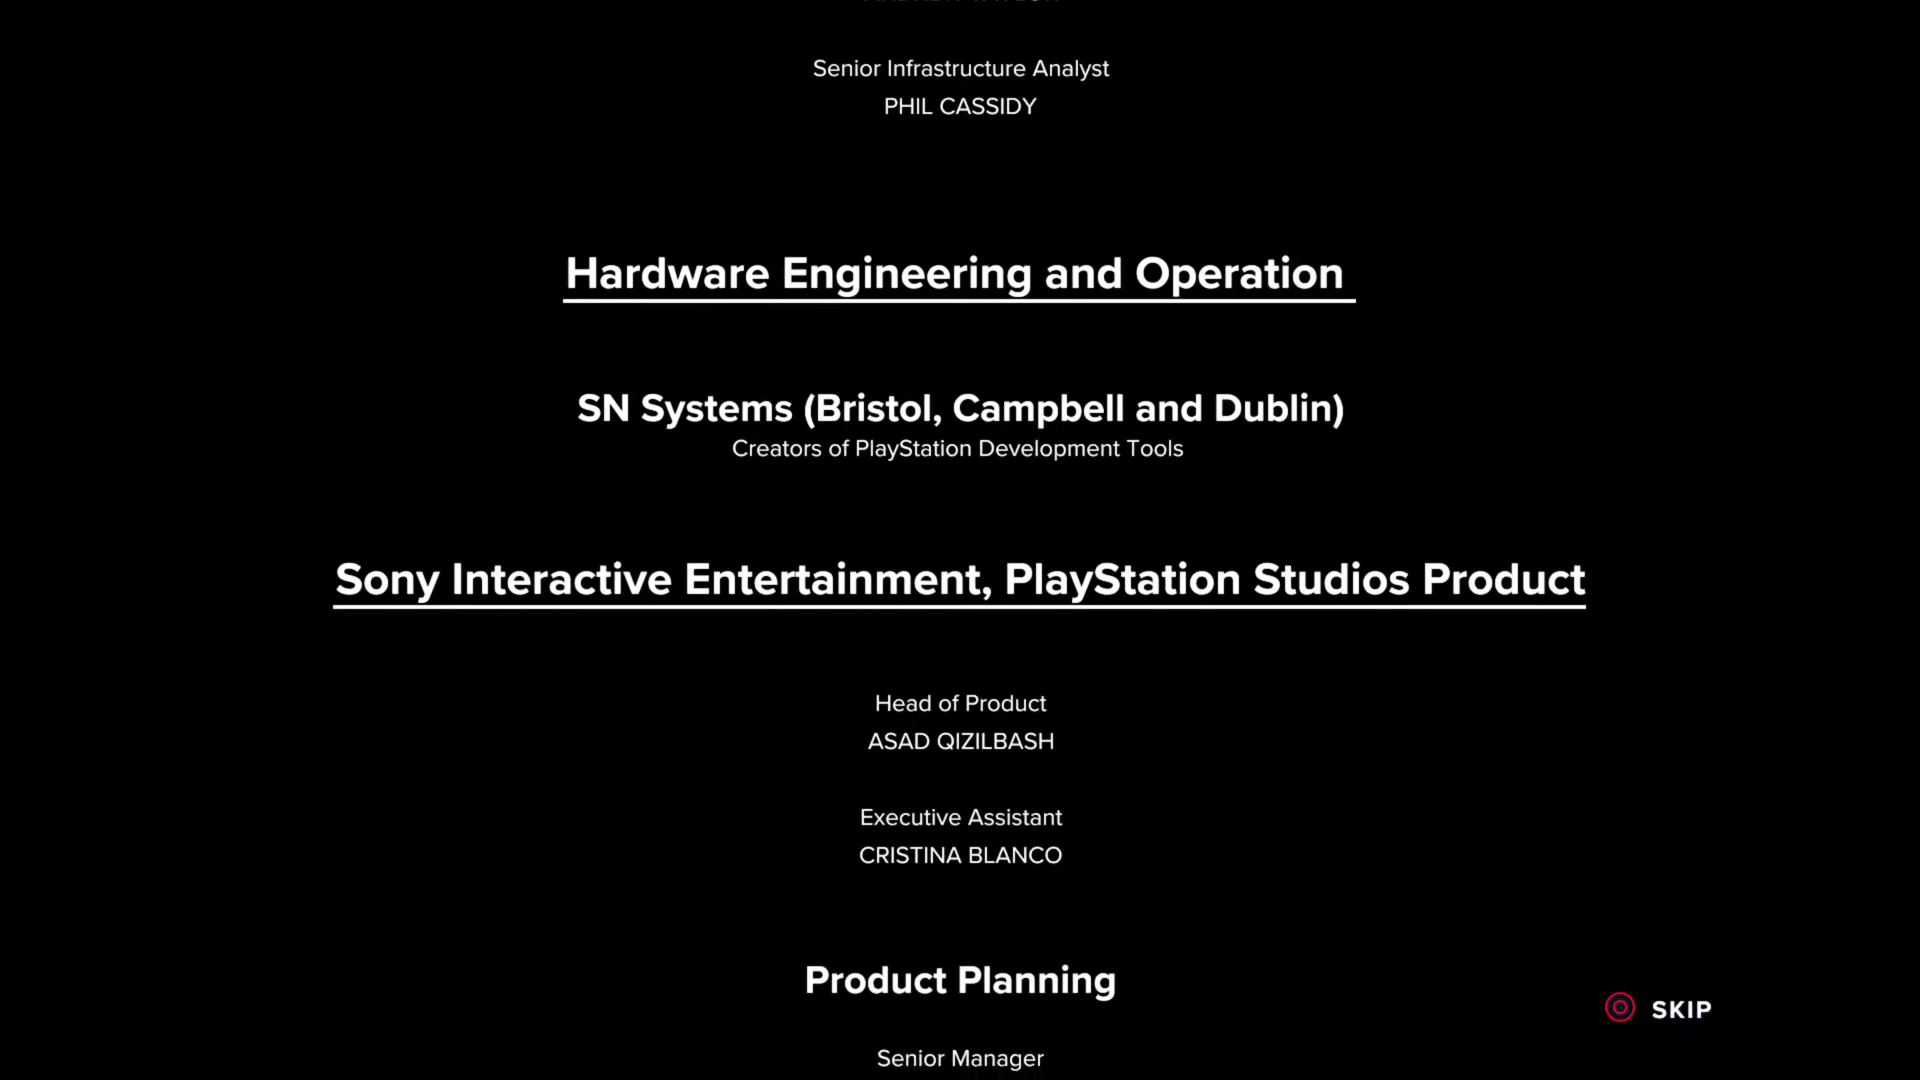 Senior Infrastructure Analyst
PHIL CASSIDY
Hardware Engineering and Operation
SN Systems (Bristol, Campbell and Dublin)
Creators of PlayStation Development Tools
Sony Interactive Entertainment, PlayStation Studios Product
Head of Product
ASAD QIZILBASH
Executive Assistant
CRISTINA BLANCO
Product Planning
SKIP
Senior Manager